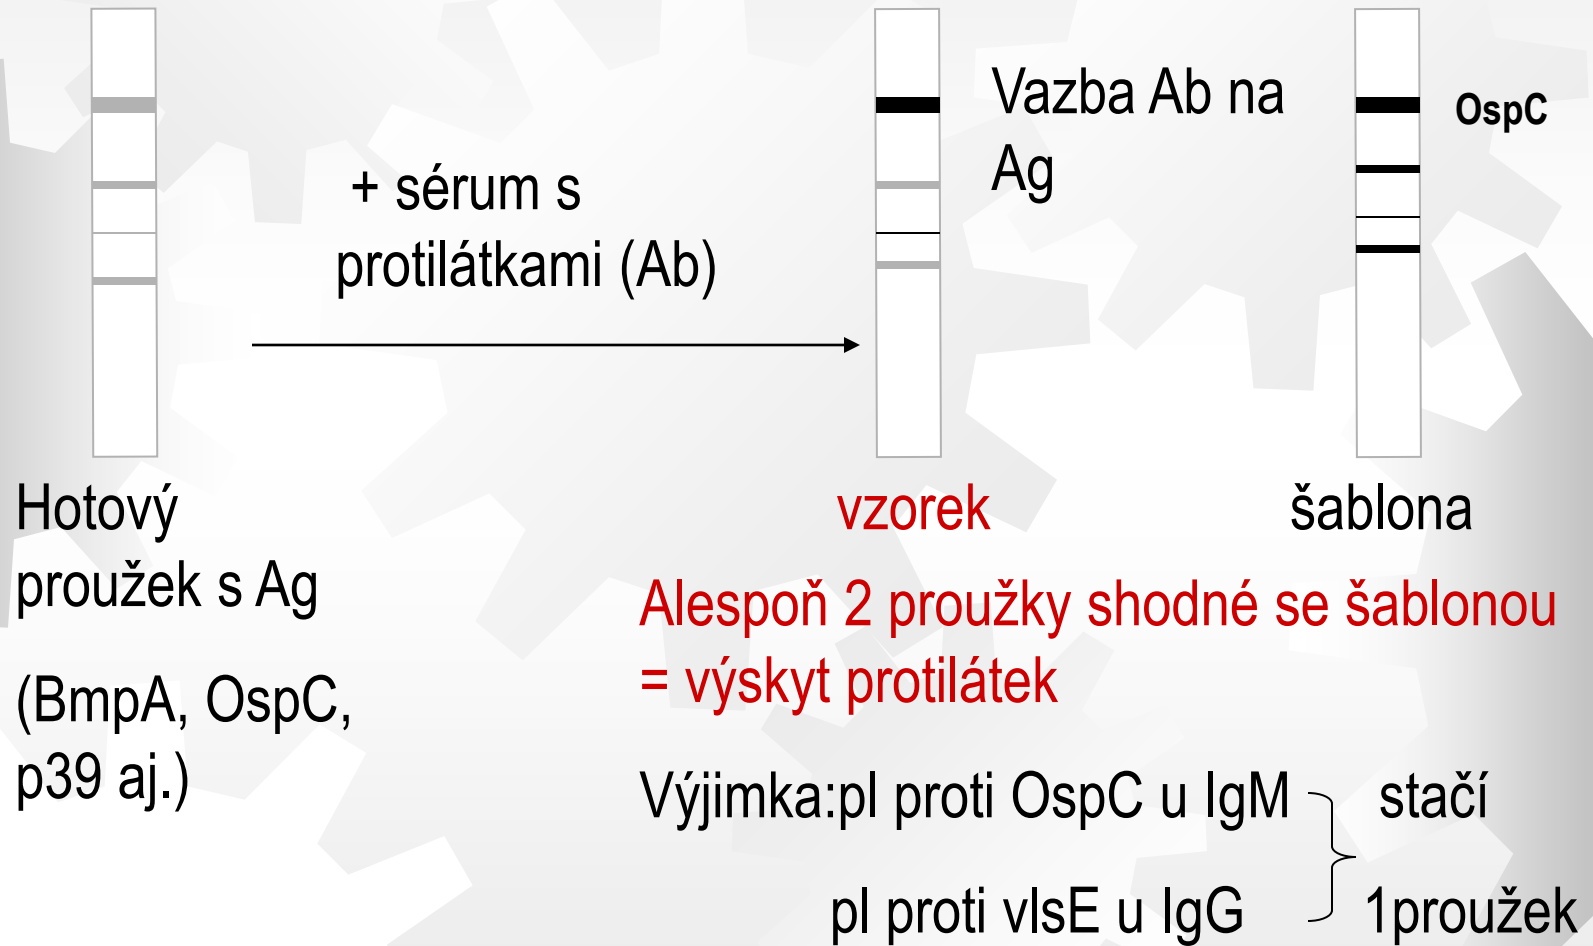 + sérum s
protilátkami (Ab)
Vazba Ab na
Ag
OspC
Hotový
proužek s Ag
(BmpA, OspC,
p39 aj.)
vzorek
šablona
Alespoň 2 proužky shodné se šablonou
= výskyt protilátek
Výjimka:pl proti OspC u IgM
stačí
pl proti vlsE u IgG
1proužek